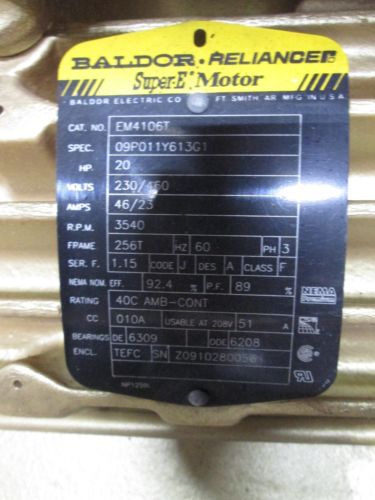 BALDOR • RELIANCER
Super-E Motor
BALDOR ELECTRIC CO FT SMITH AR MFG IN U.S.A
CAT. NO. EM4106T
SPEC. 09P011Y613G1
HP. 20
VOLTS 230/460
AMPS 46/23
R.P.M. 3540
FRAME 256T HZ 60 PH 3
SER. F. 1.15 CODE J DES A CLASS F
NEMA NOM. EFF. 92.4 % P.F. 89 %
RATING 40C AMB-CONT
CC 010A USABLE AT 208V 51 A
BEARINGS DE 6309 ODE 6208
ENCL. TEFC SN
NEMA